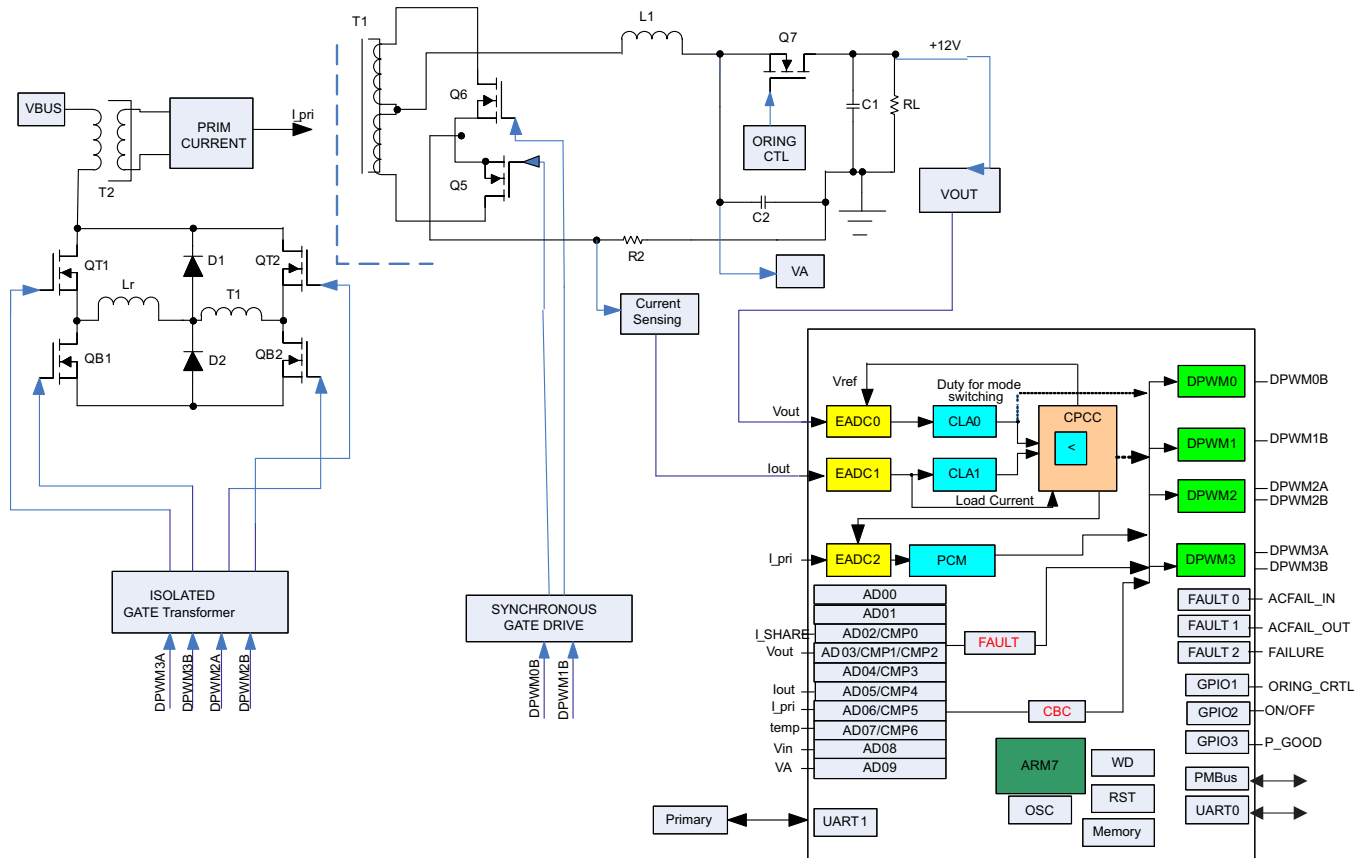 T1
L1
Q7
+12V
VBUS
PRIM
CURRENT
I_pri
T2
Q6
Q5
C1
RL
ORING
CTL
VOUT
C2
R2
VA
Current
Sensing
QT1
D1
QT2
Lr
T1
QB1
D2
QB2
ISOLATED
GATE Transformer
DPWM3A
DPWM3B
DPWM2A
DPWM2B
SYNCHRONOUS
GATE DRIVE
DPWM0B
DPWM1B
Vref
Duty for mode
switching
Vout
EADC0
CLA0
CPCC
<
Iout
EADC1
CLA1
Load Current
I_pri
EADC2
PCM
DPWM0
DPWM0B
DPWM1
DPWM1B
DPWM2
DPWM2A
DPWM2B
DPWM3
DPWM3A
DPWM3B
AD00
AD01
I_SHARE
AD02/CMP0
Vout
AD03/CMP1/CMP2
AD04/CMP3
Iout
AD05/CMP4
I_pri
AD06/CMP5
temp
AD07/CMP6
Vin
AD08
VA
AD09
FAULT
CBC
FAULT 0
ACFAIL_IN
FAULT 1
ACFAIL_OUT
FAULT 2
FAILURE
GPIO1
ORING_CRTL
GPIO2
ON/OFF
GPIO3
P_GOOD
ARM7
WD
OSC
RST
Memory
PMBus
UART0
Primary
UART1